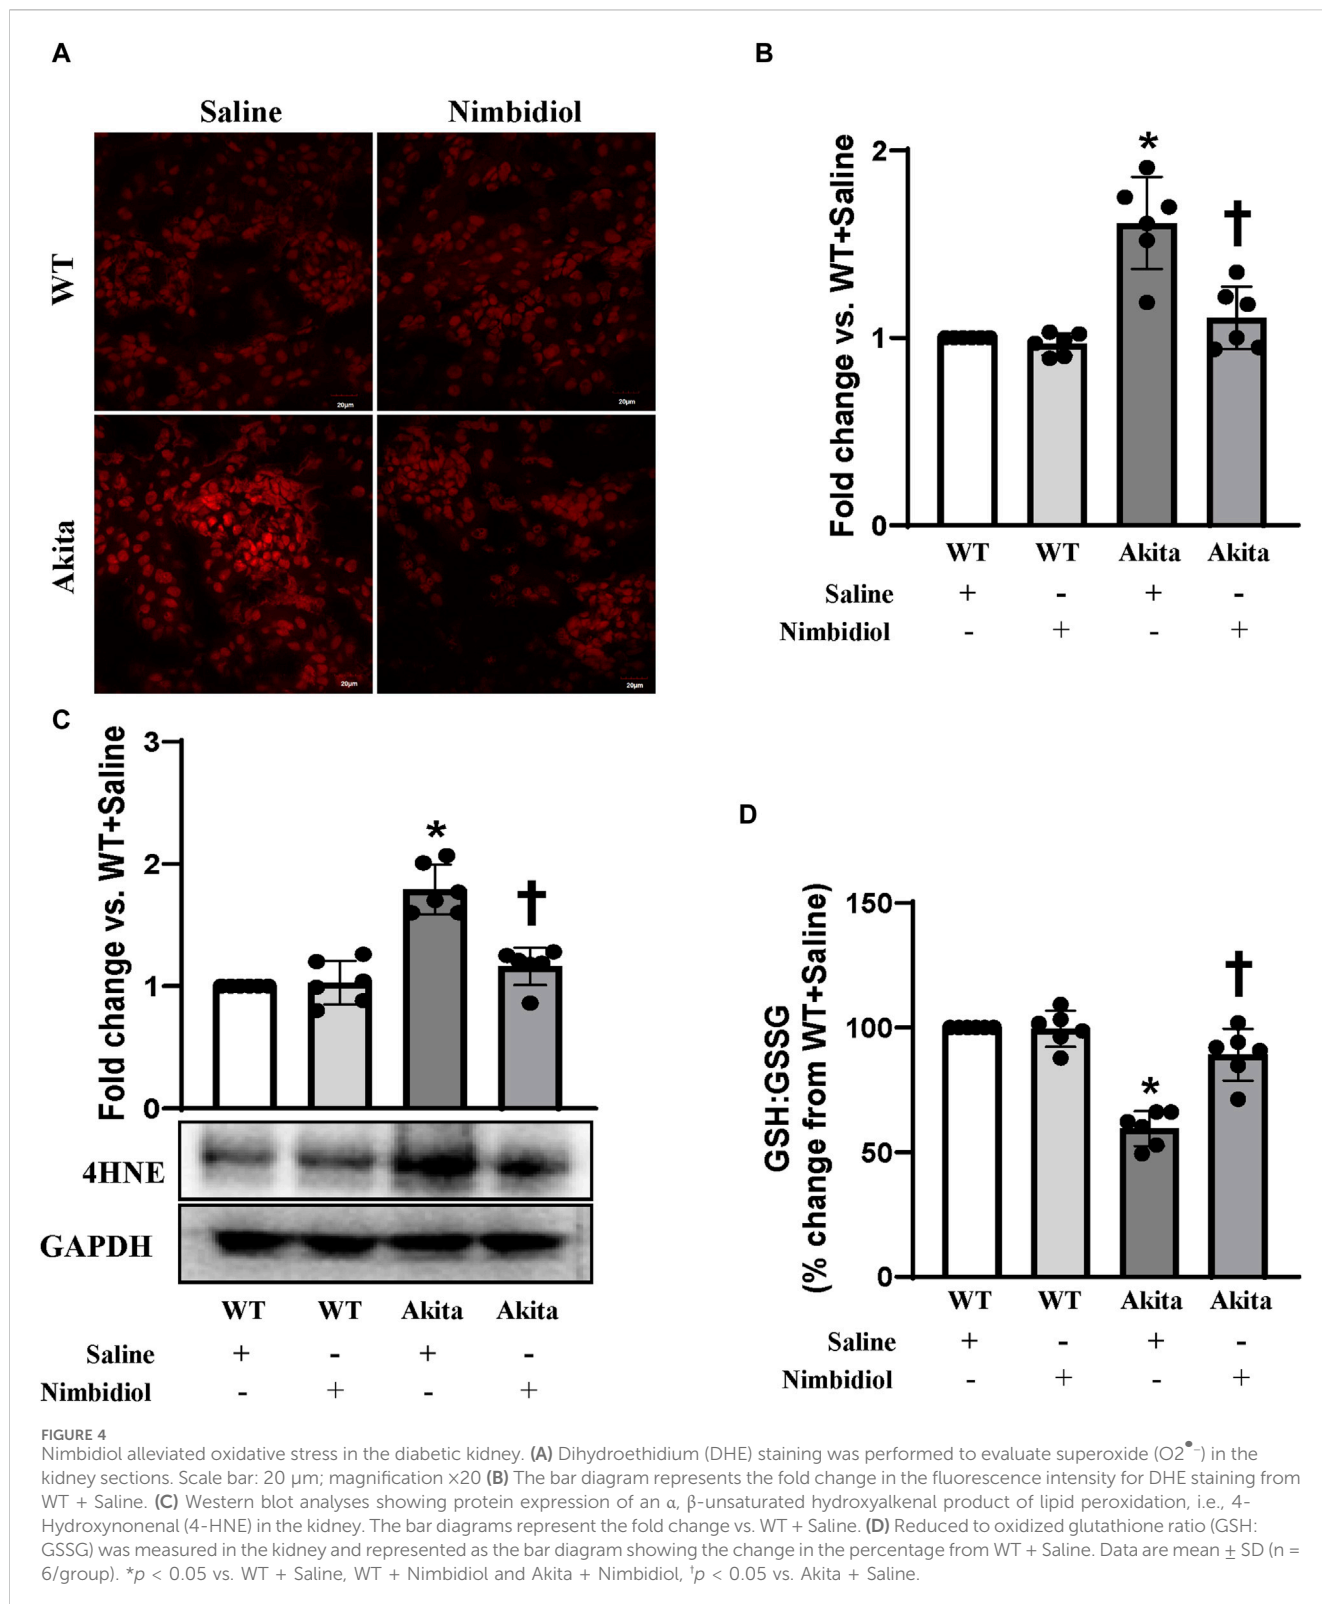 A
Saline Nimbidiol
WT
Akita
20µm
20µm
20µm
20µm
B
Fold change vs. WT+Saline
2
1
0
*
†
WT WT Akita Akita
Saline + - + -
Nimbidiol - + - +
C
Fold change vs. WT+Saline
3
2
1
0
*
†
4HNE
GAPDH
WT WT Akita Akita
Saline + - + -
Nimbidiol - + - +
D
GSH:GSSG
(% change from WT+Saline)
150
100
50
0
*
†
WT WT Akita Akita
Saline + - + -
Nimbidiol - + - +
FIGURE 4
Nimbidiol alleviated oxidative stress in the diabetic kidney. (A) Dihydroethidium (DHE) staining was performed to evaluate superoxide (O2•−) in the
kidney sections. Scale bar: 20 µm; magnification ×20 (B) The bar diagram represents the fold change in the fluorescence intensity for DHE staining from
WT + Saline. (C) Western blot analyses showing protein expression of an α, β-unsaturated hydroxyalkenal product of lipid peroxidation, i.e., 4-
Hydroxynonenal (4-HNE) in the kidney. The bar diagrams represent the fold change vs. WT + Saline. (D) Reduced to oxidized glutathione ratio (GSH:
GSSG) was measured in the kidney and represented as the bar diagram showing the change in the percentage from WT + Saline. Data are mean ± SD (n =
6/group). *p < 0.05 vs. WT + Saline, WT + Nimbidiol and Akita + Nimbidiol, †p < 0.05 vs. Akita + Saline.